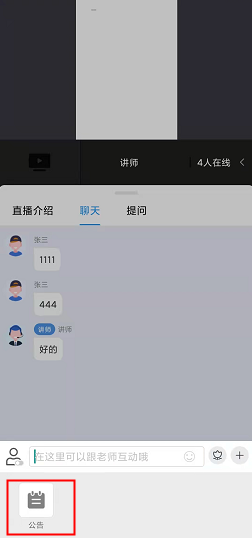 讲师 4人在线
直播介绍 聊天 提问
张三
1111
张三
444
讲师 讲师
好的
在这里可以跟老师互动哦
公告